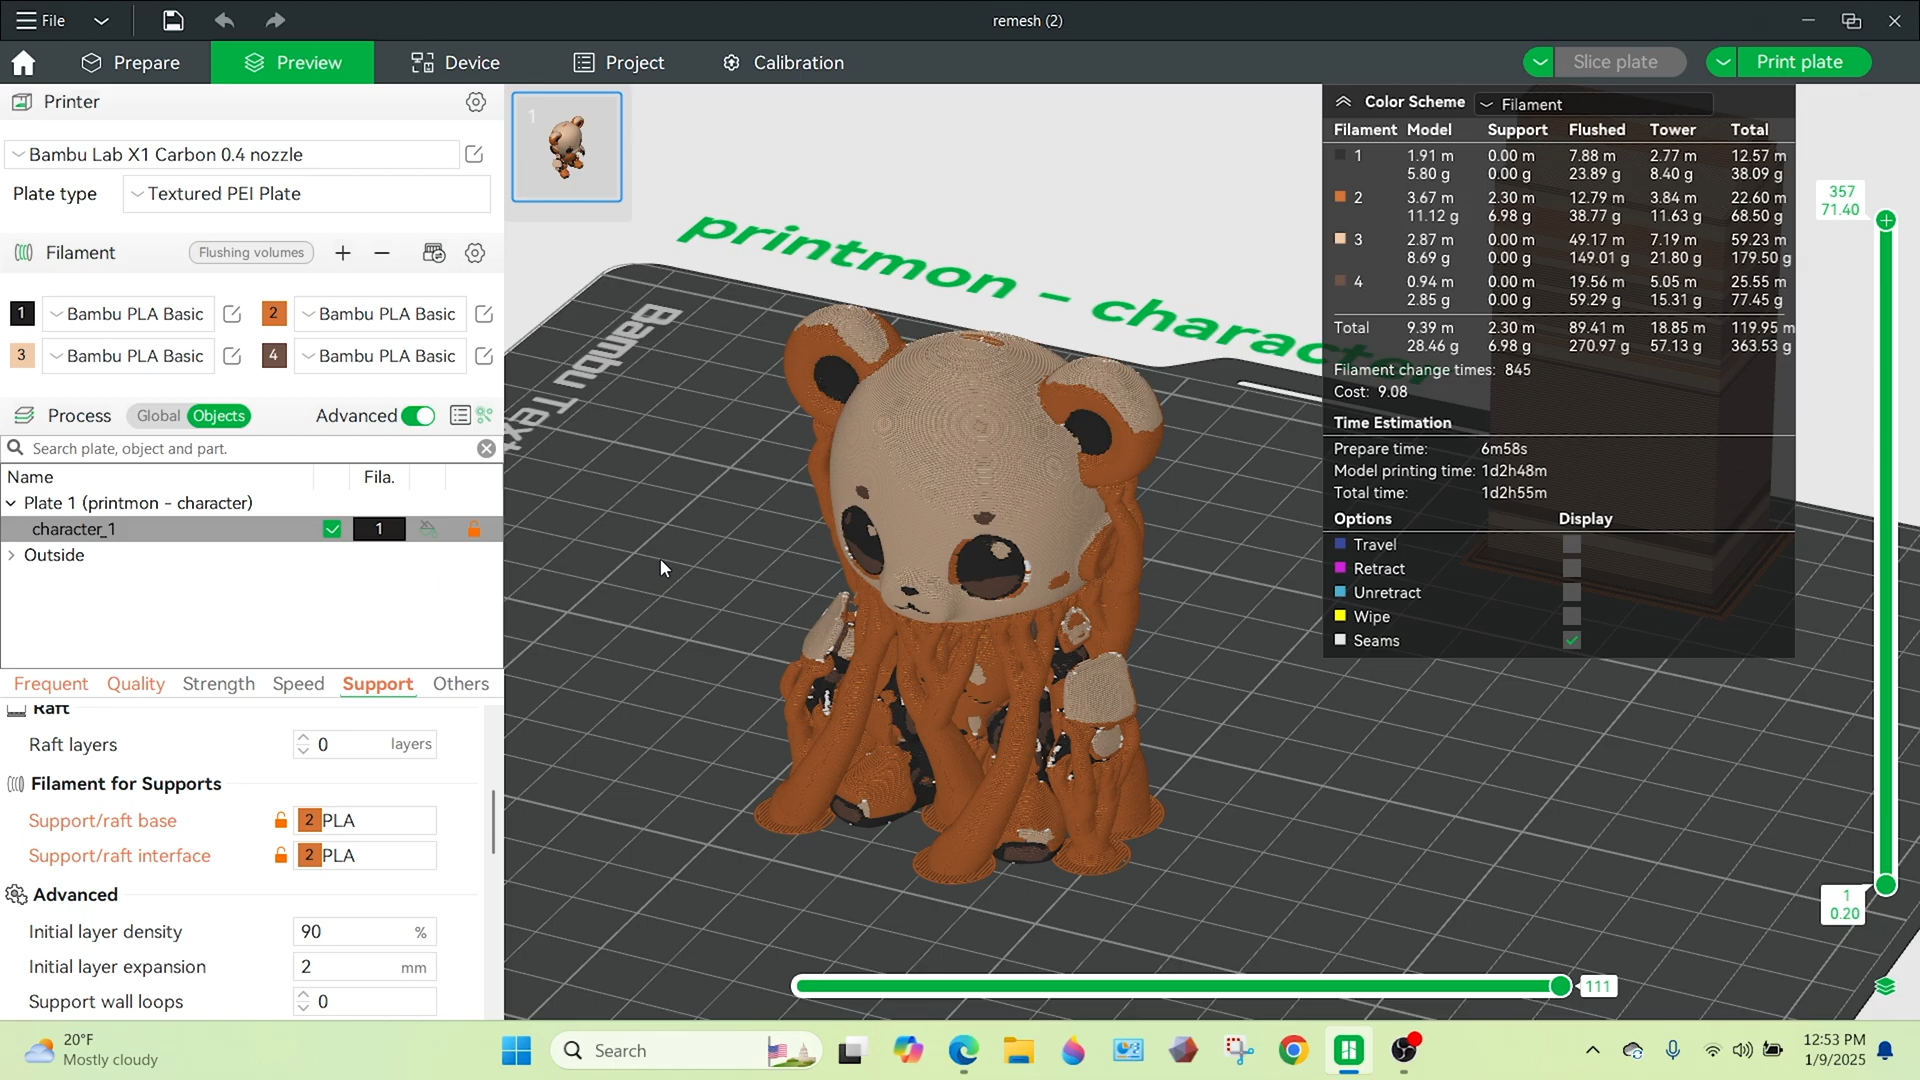 File
remesh (2)
Prepare
Preview
Device
Project
Calibration
Slice plate
Print plate
Printer
Bambu Lab X1 Carbon 0.4 nozzle
Plate type
Textured PEI Plate
Filament
Flushing volumes
1 Bambu PLA Basic
2 Bambu PLA Basic
3 Bambu PLA Basic
4 Bambu PLA Basic
Process
Global
Objects
Advanced
Search plate, object and part.
Name
Fila.
Plate 1 (printmon - character)
character_1
1
Outside
Frequent
Quality
Strength
Speed
Support
Others
Raft
Raft layers
0 layers
Filament for Supports
Support/raft base
2 PLA
Support/raft interface
2 PLA
Advanced
Initial layer density
90 %
Initial layer expansion
2 mm
Support wall loops
0
1
printmon - character
Color Scheme
Filament
Filament Model Support Flushed Tower Total
1 1.91 m 0.00 m 7.88 m 2.77 m 12.57 m
5.80 g 0.00 g 23.89 g 8.40 g 38.09 g
2 3.67 m 2.30 m 12.79 m 3.84 m 22.60 m
11.12 g 6.98 g 38.77 g 11.63 g 68.50 g
3 2.87 m 0.00 m 49.17 m 7.19 m 59.23 m
8.69 g 0.00 g 149.01 g 21.80 g 179.50 g
4 0.94 m 0.00 m 19.56 m 5.05 m 25.55 m
2.85 g 0.00 g 59.29 g 15.31 g 77.45 g
Total 9.39 m 2.30 m 89.41 m 18.85 m 119.95 m
28.46 g 6.98 g 270.97 g 57.13 g 363.53 g
Filament change times: 845
Cost: 9.08
Time Estimation
Prepare time: 6m58s
Model printing time: 1d2h48m
Total time: 1d2h55m
Options Display
Travel
Retract
Unretract
Wipe
Seams
357
71.40
1
0.20
111
Bambu
20°F
Mostly cloudy
Search
12:53 PM
1/9/2025